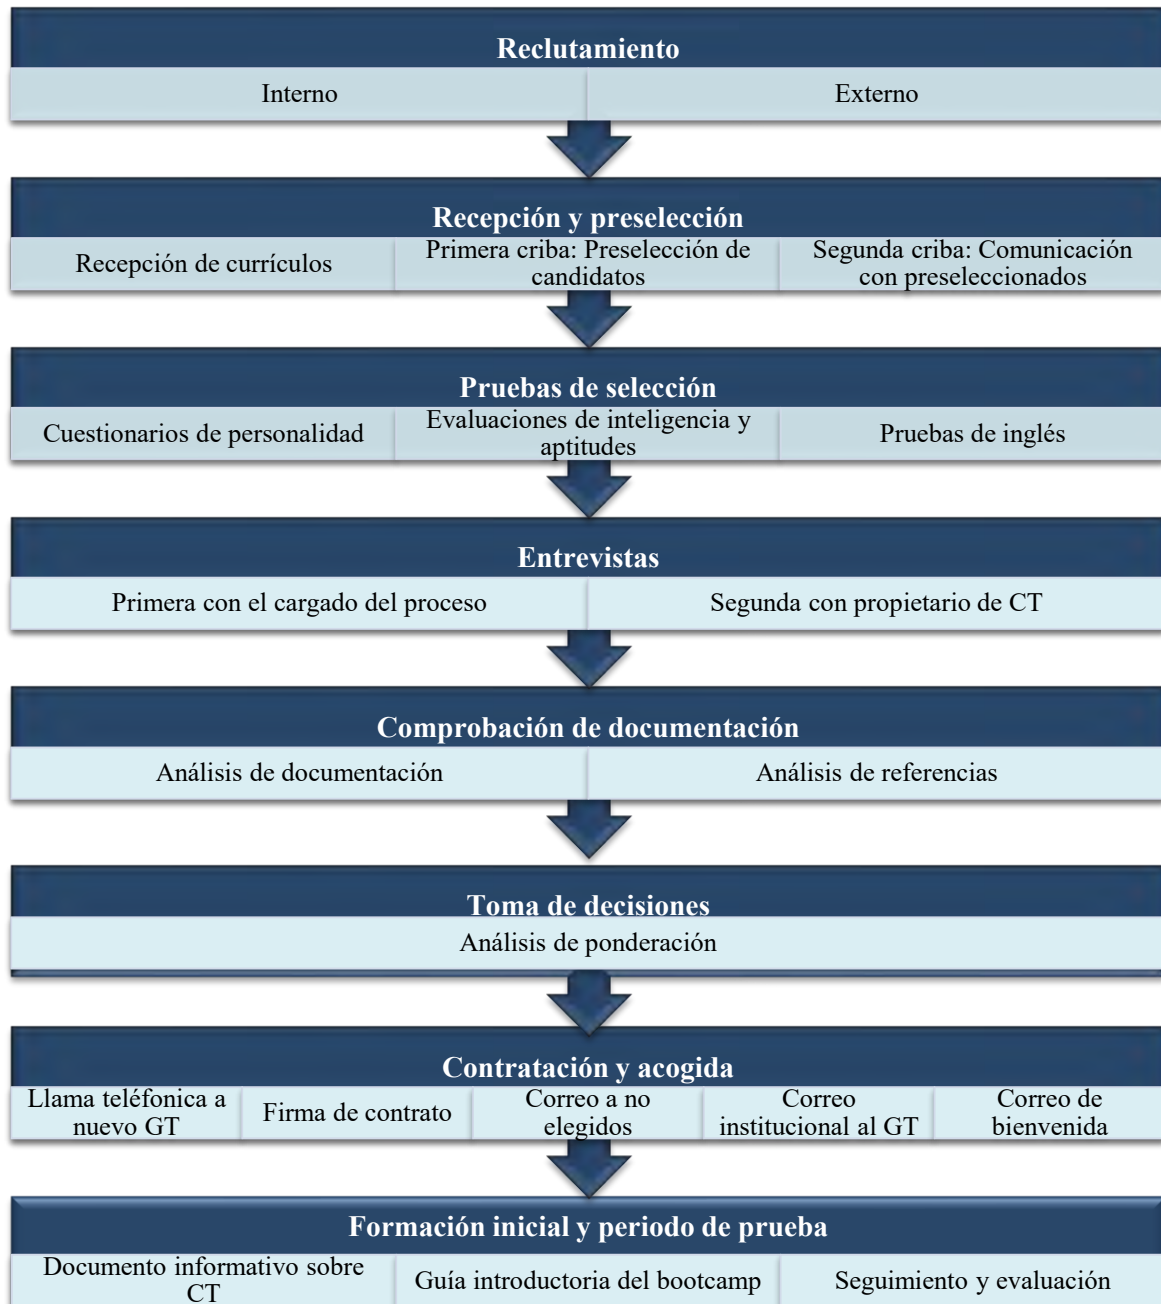 Reclutamiento
Interno
Externo
Recepción y preselección
Recepción de currículos
Primera criba: Preselección de
candidatos
Segunda criba: Comunicación
con preseleccionados
Pruebas de selección
Cuestionarios de personalidad
Evaluaciones de inteligencia y
aptitudes
Pruebas de inglés
Entrevistas
Primera con el cargado del proceso
Segunda con propietario de CT
Comprobación de documentación
Análisis de documentación
Análisis de referencias
Toma de decisiones
Análisis de ponderación
Contratación y acogida
Llama teléfonica a
nuevo GT
Firma de contrato
Correo a no
elegidos
Correo
institucional al GT
Correo de
bienvenida
Formación inicial y periodo de prueba
Documento informativo sobre
CT
Guía introductoria del bootcamp
Seguimiento y evaluación